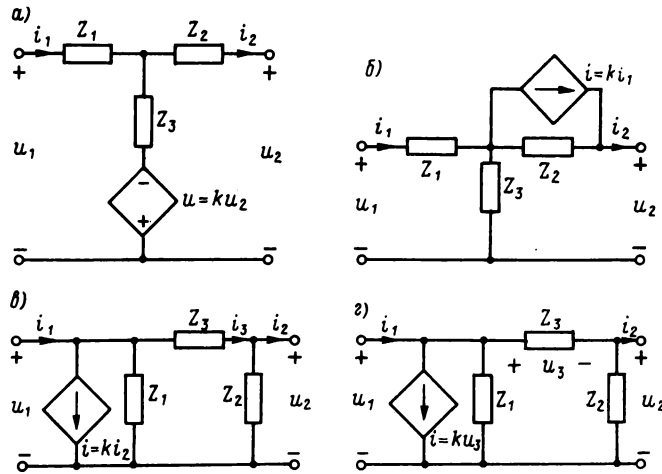 а)
i₁ Z₁ Z₂ i₂
+ +
Z₃
u₁ u₂
−
+ u=ku₂
− −
б)
i=ki₁
i₁ i₂
+ Z₁ Z₂ +
Z₃
u₁ u₂
− −
в)
i₁ Z₃ i₃ i₂
+ +
u₁ Z₁ Z₂ u₂
i=ki₂
− −
г)
i₁ Z₃ i₂
+ + u₃ − +
u₁ Z₁ Z₂ u₂
i=ku₃
− −